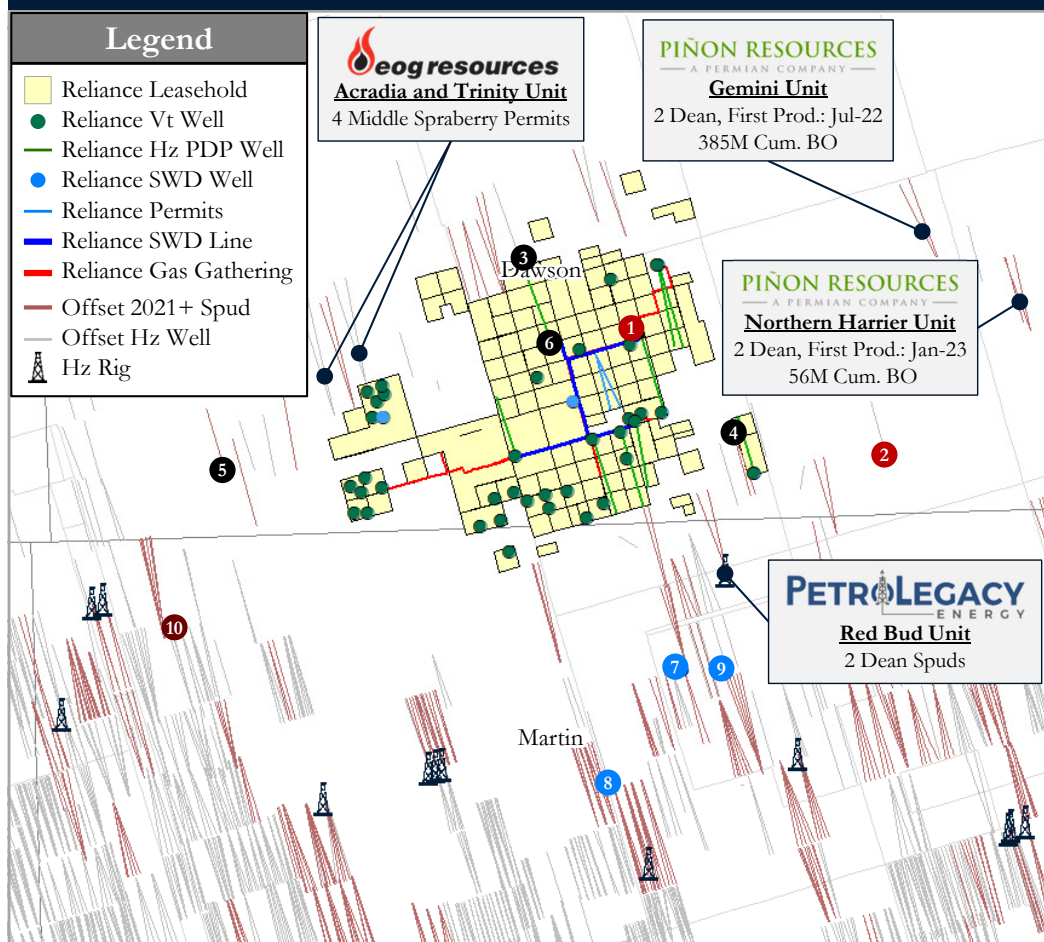 Legend
Reliance Leasehold
Reliance Vt Well
Reliance Hz PDP Well
Reliance SWD Well
Reliance Permits
Reliance SWD Line
Reliance Gas Gathering
Offset 2021+ Spud
Offset Hz Well
Hz Rig
eog resources
Acradia and Trinity Unit
4 Middle Spraberry Permits
PIÑON RESOURCES
A PERMIAN COMPANY
Gemini Unit
2 Dean, First Prod.: Jul-22
385M Cum. BO
PIÑON RESOURCES
A PERMIAN COMPANY
Northern Harrier Unit
2 Dean, First Prod.: Jan-23
56M Cum. BO
3
Dawson
1
6
4
2
5
PETROLEGACY
ENERGY
Red Bud Unit
2 Dean Spuds
10
7
9
Martin
8